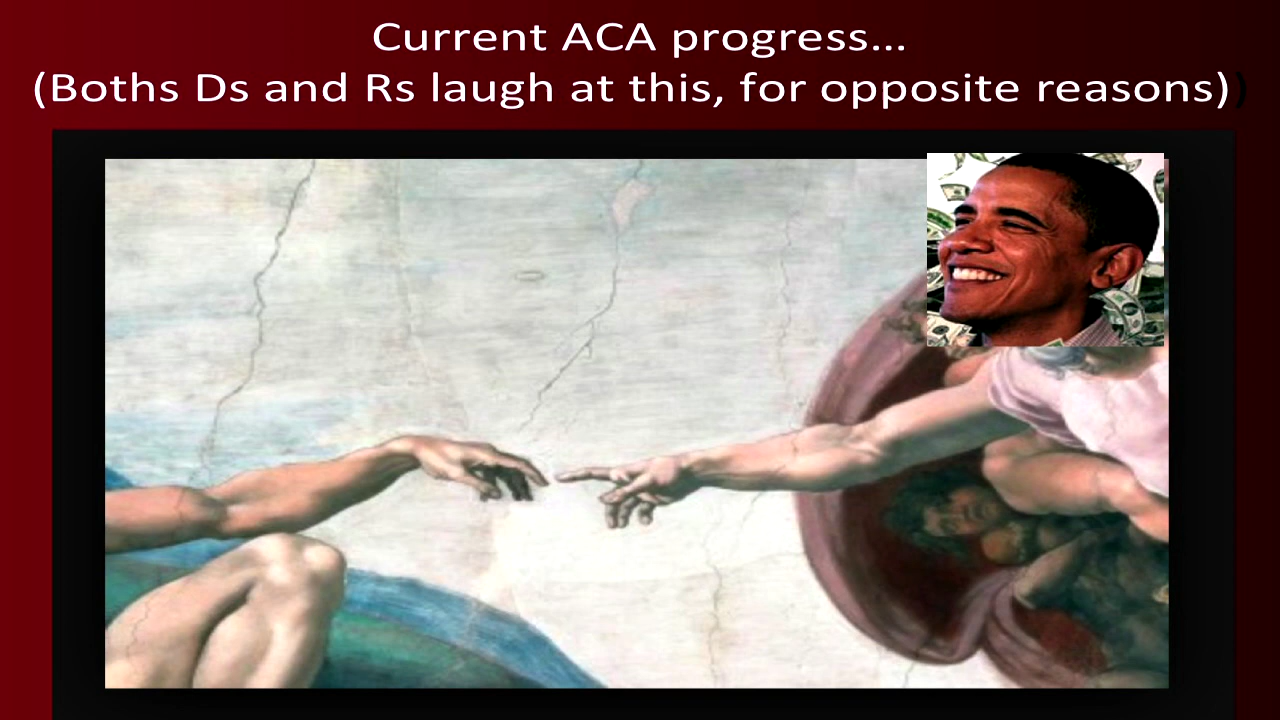 Current ACA progress...
(Boths Ds and Rs laugh at this, for opposite reasons))